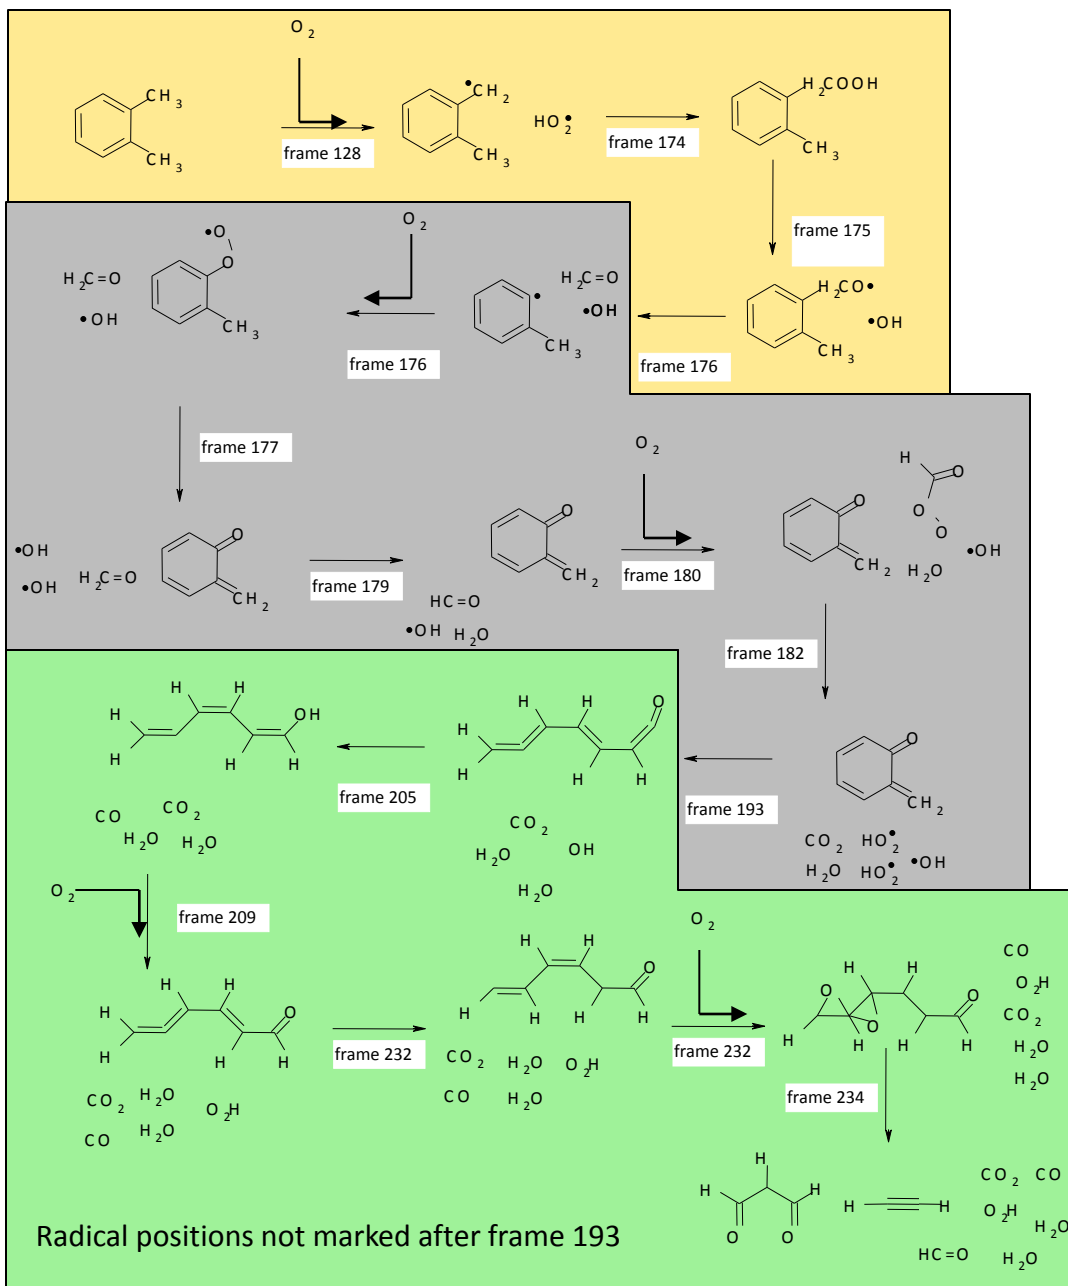 O2
CH3
CH3
frame 128
•CH2
CH3
HO2•
frame 174
H2COOH
CH3
frame 175
H2CO•
CH3
•OH
frame 176
H2C=O
•OH
•
CH3
O2
frame 176
•O
O
CH3
H2C=O
•OH
frame 177
•OH
•OH
H2C=O
O
CH2
frame 179
O
CH2
HC=O
•OH
H2O
O2
frame 180
O
CH2
H
O
O
O
•OH
H2O
frame 182
O
CH2
CO2
HO2•
H2O
HO2•
•OH
frame 193
O
H
H
H
H
H
H
CO2
H2O
OH
H2O
frame 205
H
H
H
H
OH
H
H
CO
CO2
H2O
H2O
O2
frame 209
H
H
H
H
O
H
H
CO2
H2O
O2H
CO
H2O
frame 232
H
H
H
H
H
O
H
CO2
H2O
O2H
CO
H2O
O2
frame 232
H
H
O
O
H
H
H
O
H
CO
O2H
CO2
H2O
H2O
frame 234
H
H
H
O
O
H
H
CO2
CO
O2H
H2O
HC=O
H2O
Radical positions not marked after frame 193